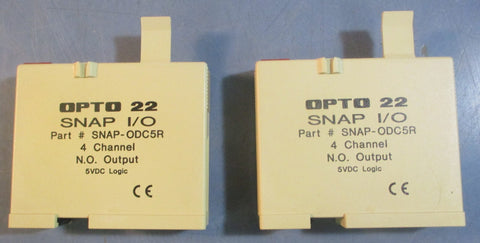 OPTO 22
SNAP I/O
Part # SNAP-ODC5R
4 Channel
N.O. Output
5VDC Logic
CE
OPTO 22
SNAP I/O
Part # SNAP-ODC5R
4 Channel
N.O. Output
5VDC Logic
CE